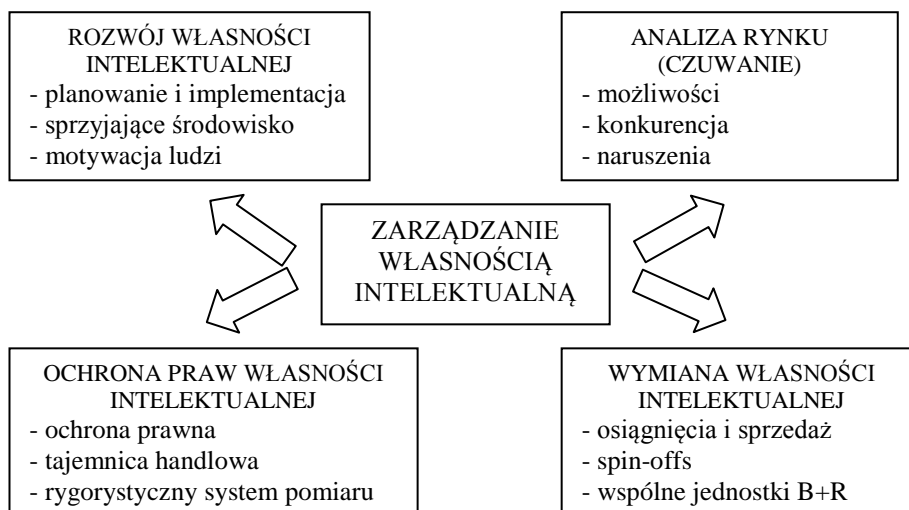 ROZWÓJ WŁASNOŚCI
INTELEKTUALNEJ
- planowanie i implementacja
- sprzyjające środowisko
- motywacja ludzi
ANALIZA RYNKU
(CZUWANIE)
- możliwości
- konkurencja
- naruszenia
ZARZĄDZANIE
WŁASNOŚCIĄ
INTELEKTUALNĄ
OCHRONA PRAW WŁASNOŚCI
INTELEKTUALNEJ
- ochrona prawna
- tajemnica handlowa
- rygorystyczny system pomiaru
WYMIANA WŁASNOŚCI
INTELEKTUALNEJ
- osiągnięcia i sprzedaż
- spin-offs
- wspólne jednostki B+R